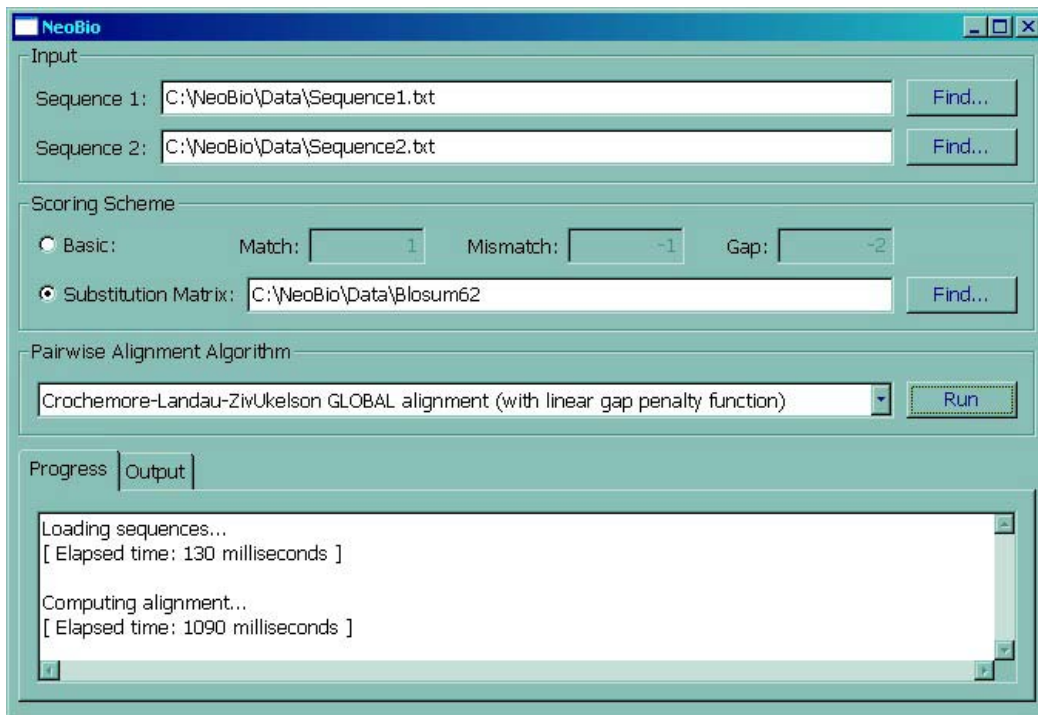 NeoBio
Input
Sequence 1: C:\NeoBio\Data\Sequence1.txt Find...
Sequence 2: C:\NeoBio\Data\Sequence2.txt Find...
Scoring Scheme
Basic: Match: 1 Mismatch: -1 Gap: -2
Substitution Matrix: C:\NeoBio\Data\Blosum62 Find...
Pairwise Alignment Algorithm
Crochemore-Landau-ZivUkelson GLOBAL alignment (with linear gap penalty function) Run
Progress Output
Loading sequences...
[ Elapsed time: 130 milliseconds ]
Computing alignment...
[ Elapsed time: 1090 milliseconds ]